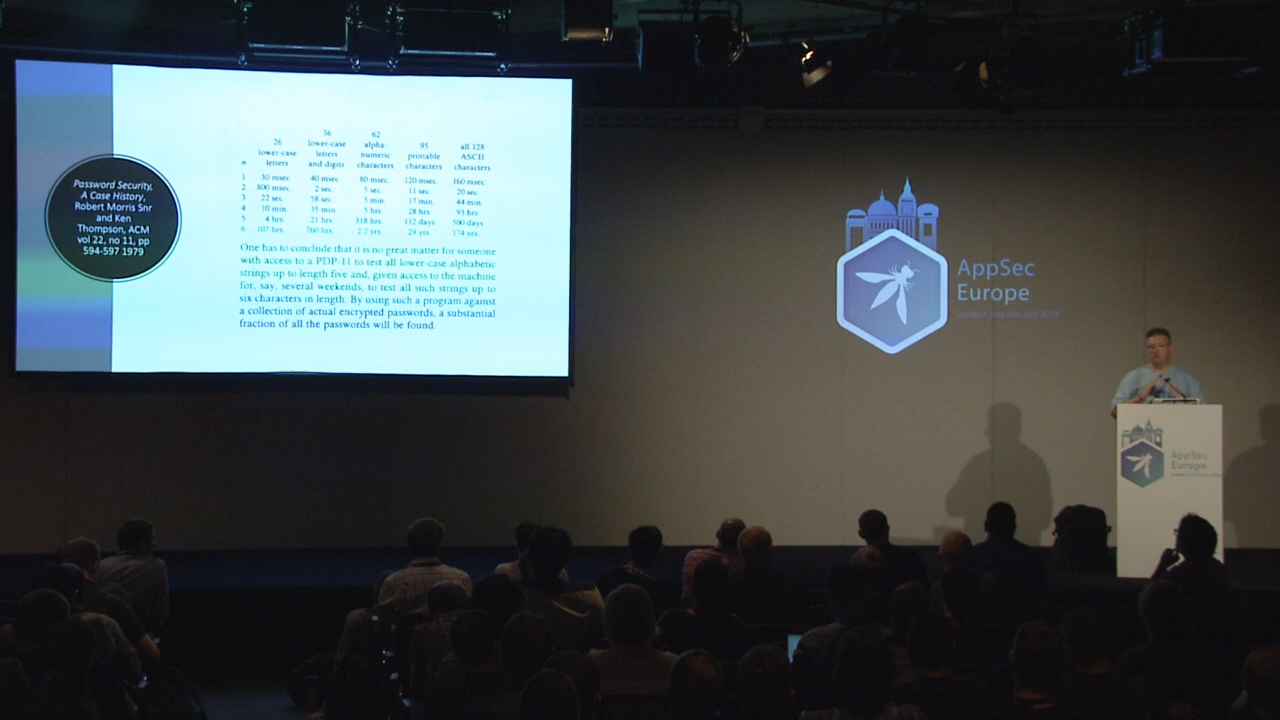 Password Security,
A Case History,
Robert Morris Snr
and Ken
Thompson, ACM
vol 22, no 11, pp
594-597 1979
n 26 lower-case letters 36 lower-case letters and digits 62 alpha-numeric characters 95 printable characters all 128 ASCII characters
1 30 msec. 40 msec. 80 msec. 120 msec. 160 msec.
2 800 msec. 2 sec. 5 sec. 11 sec. 20 sec.
3 22 sec. 58 sec. 5 min. 17 min. 44 min.
4 10 min. 35 min. 5 hrs. 28 hrs. 93 hrs.
5 4 hrs. 21 hrs. 318 hrs. 112 days 500 days
6 107 hrs. 760 hrs. 2.2 yrs. 29 yrs. 174 yrs.
One has to conclude that it is no great matter for someone
with access to a PDP-11 to test all lower-case alphabetic
strings up to length five and, given access to the machine
for, say, several weekends, to test all such strings up to
six characters in length. By using such a program against
a collection of actual encrypted passwords, a substantial
fraction of all the passwords will be found.
AppSec
Europe
London 2nd-6th July 2018
AppSec
Europe